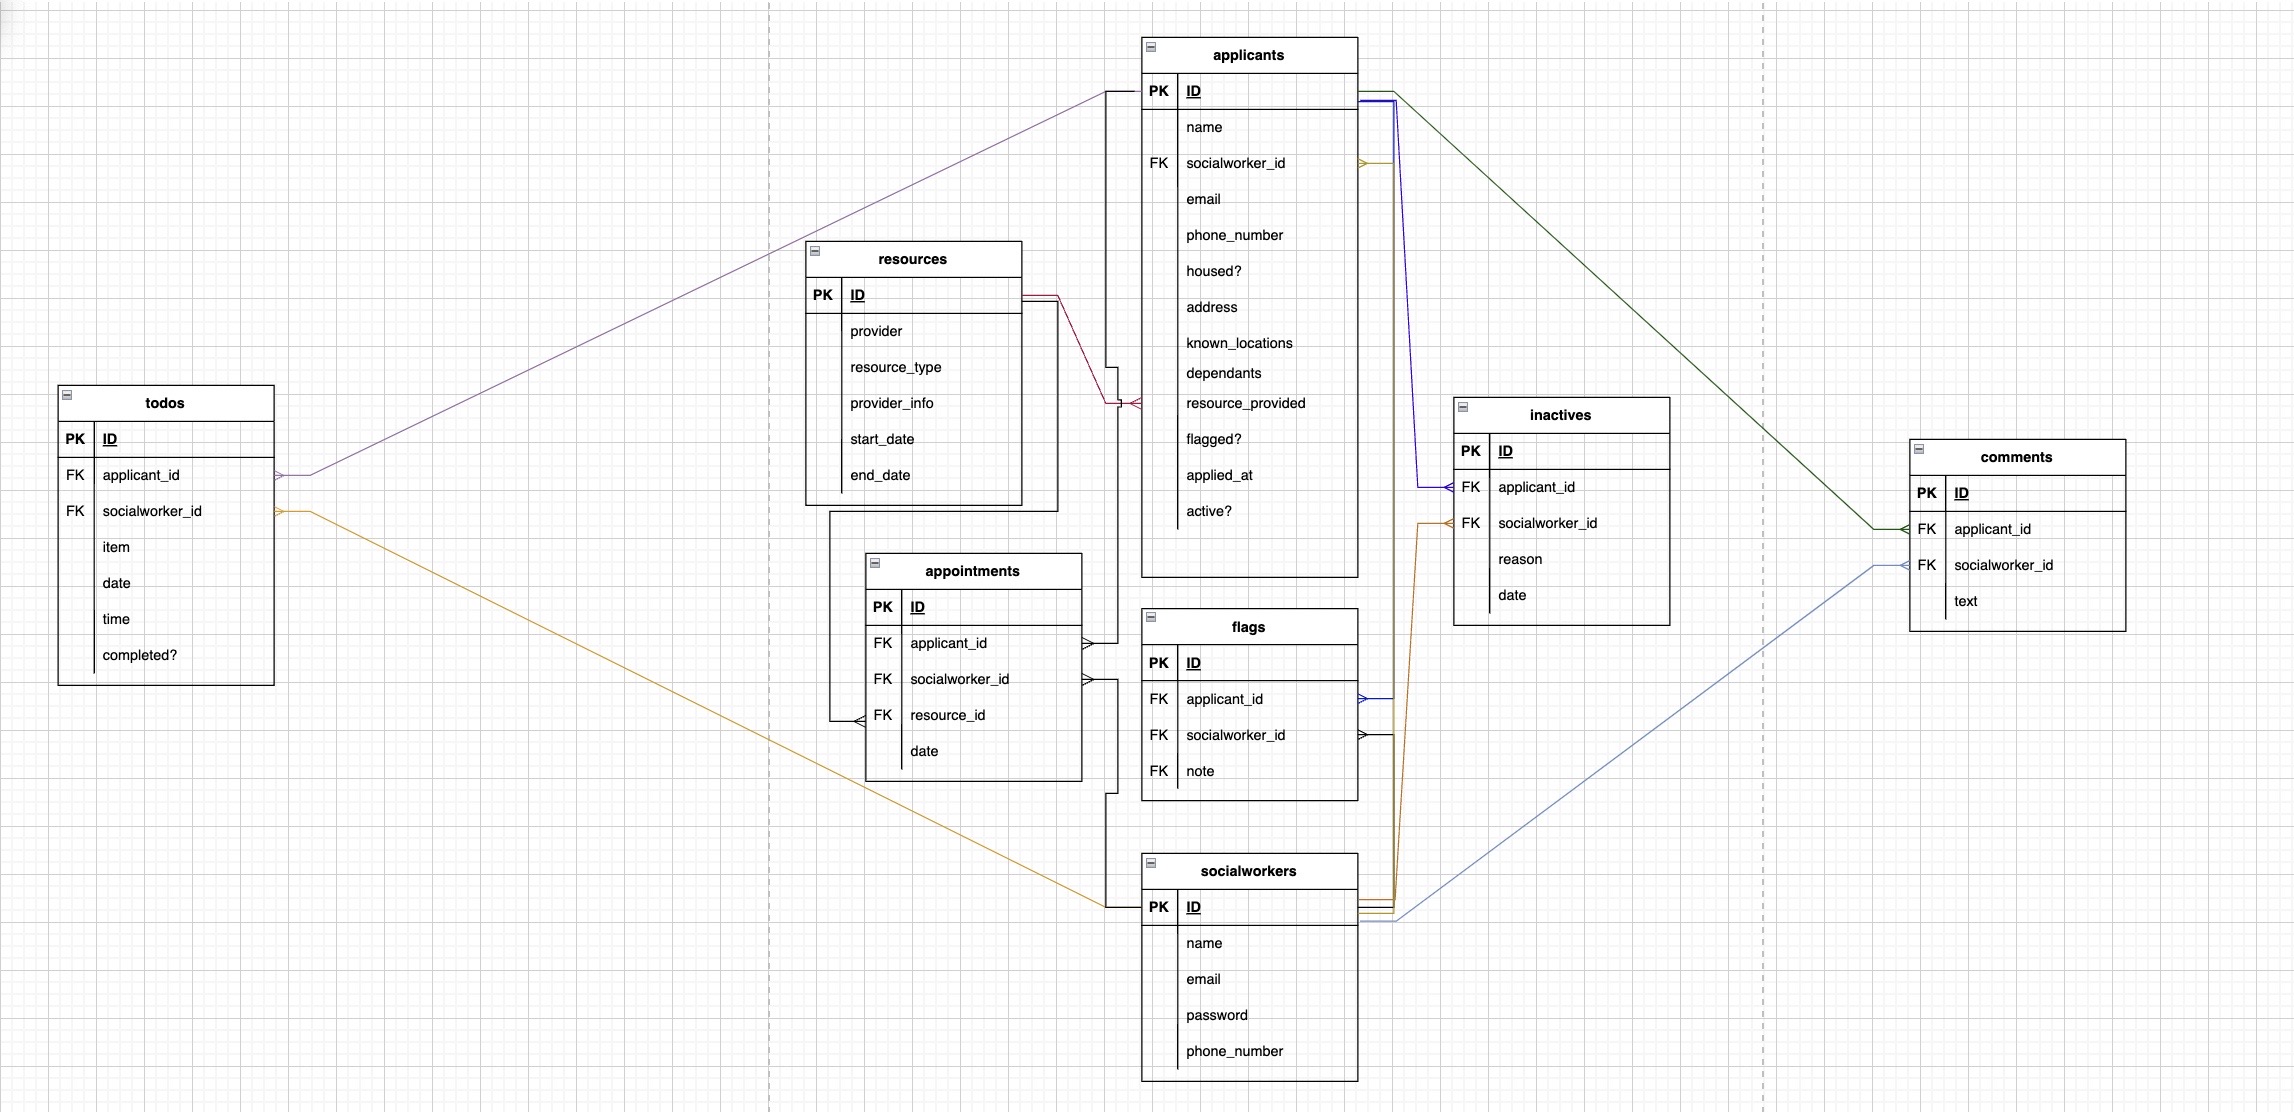 applicants
PK ID
name
FK socialworker_id
email
phone_number
housed?
address
known_locations
dependants
resource_provided
flagged?
applied_at
active?
resources
PK ID
provider
resource_type
provider_info
start_date
end_date
todos
PK ID
FK applicant_id
FK socialworker_id
item
date
time
completed?
inactives
PK ID
FK applicant_id
FK socialworker_id
reason
date
comments
PK ID
FK applicant_id
FK socialworker_id
text
appointments
PK ID
FK applicant_id
FK socialworker_id
FK resource_id
date
flags
PK ID
FK applicant_id
FK socialworker_id
FK note
socialworkers
PK ID
name
email
password
phone_number